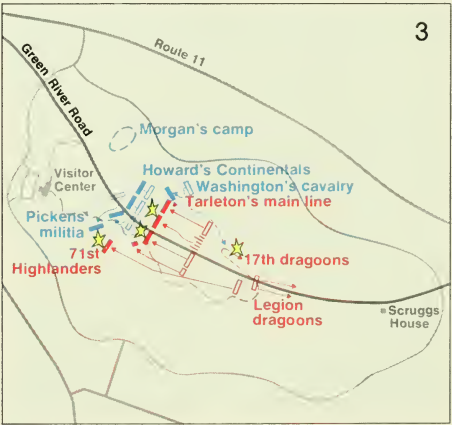 3
Route 11
Green River Road
Morgan's camp
Howard's Continentals
Visitor
Center
Washington's cavalry
Tarleton's main line
Pickens'
militia
71st
Highlanders
17th dragoons
Legion
dragoons
Scruggs
House